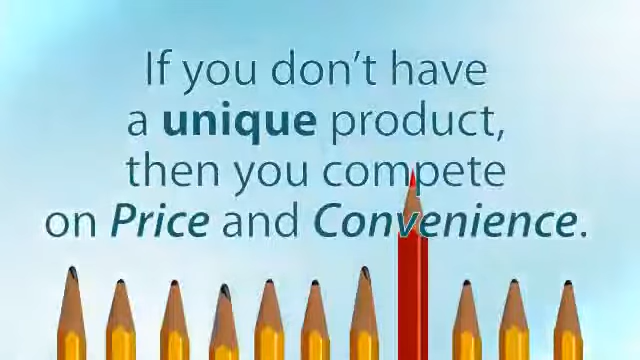 If you don't have
a unique product,
then you compete
on Price and Convenience.